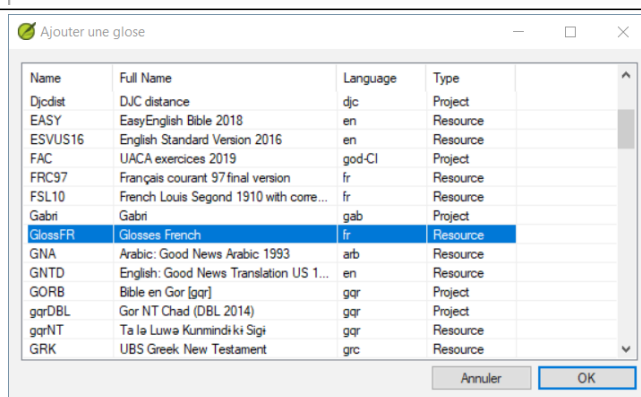 Ajouter une glose
Name Full Name Language Type
Djcdist DJC distance djc Project
EASY EasyEnglish Bible 2018 en Resource
ESVUS16 English Standard Version 2016 en Resource
FAC UACA exercices 2019 god-CI Project
FRC97 Français courant 97 final version fr Resource
FSL10 French Louis Segond 1910 with corre... fr Resource
Gabri Gabri gab Project
GlossFR Glosses French fr Resource
GNA Arabic: Good News Arabic 1993 arb Resource
GNTD English: Good News Translation US 1... en Resource
GORB Bible en Gor [gqr] gqr Project
gqrDBL Gor NT Chad (DBL 2014) gqr Project
gqrNT Ta lə Luwə Kunmindɨ kɨ Sigɨ gqr Resource
GRK UBS Greek New Testament grc Resource
Annuler OK